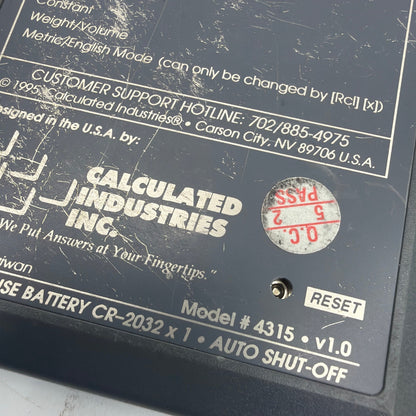 Constant
Weight/Volume
Metric/English Mode (can only be changed by [Rcl] [x])
CUSTOMER SUPPORT HOTLINE: 702/885-4975
© 1995 Calculated Industries® • Carson City, NV 89706 U.S.A.
esigned in the U.S.A. by:
CALCULATED
INDUSTRIES
INC.
"We Put Answers at Your Fingertips."
aiwan
Q.C. 2
5
PASS
RESET
Model # 4315 • v1.0
USE BATTERY CR-2032 x 1 • AUTO SHUT-OFF